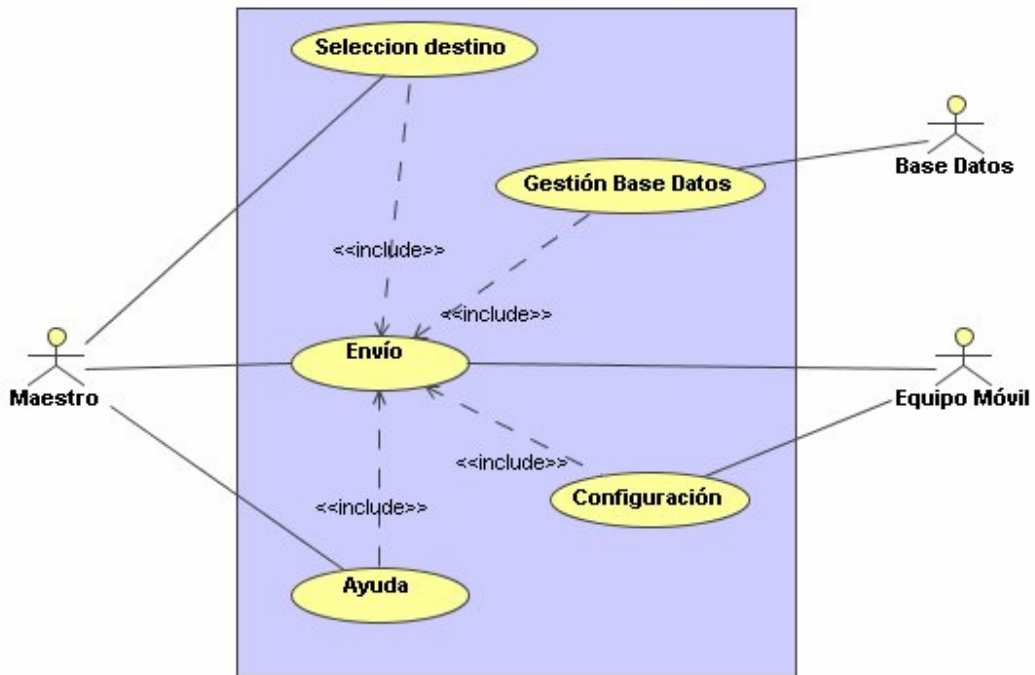 Seleccion destino
Base Datos
Gestión Base Datos
<<include>>
<<include>>
Envío
Maestro
Equipo Móvil
<<include>>
Configuración
<<include>>
Ayuda